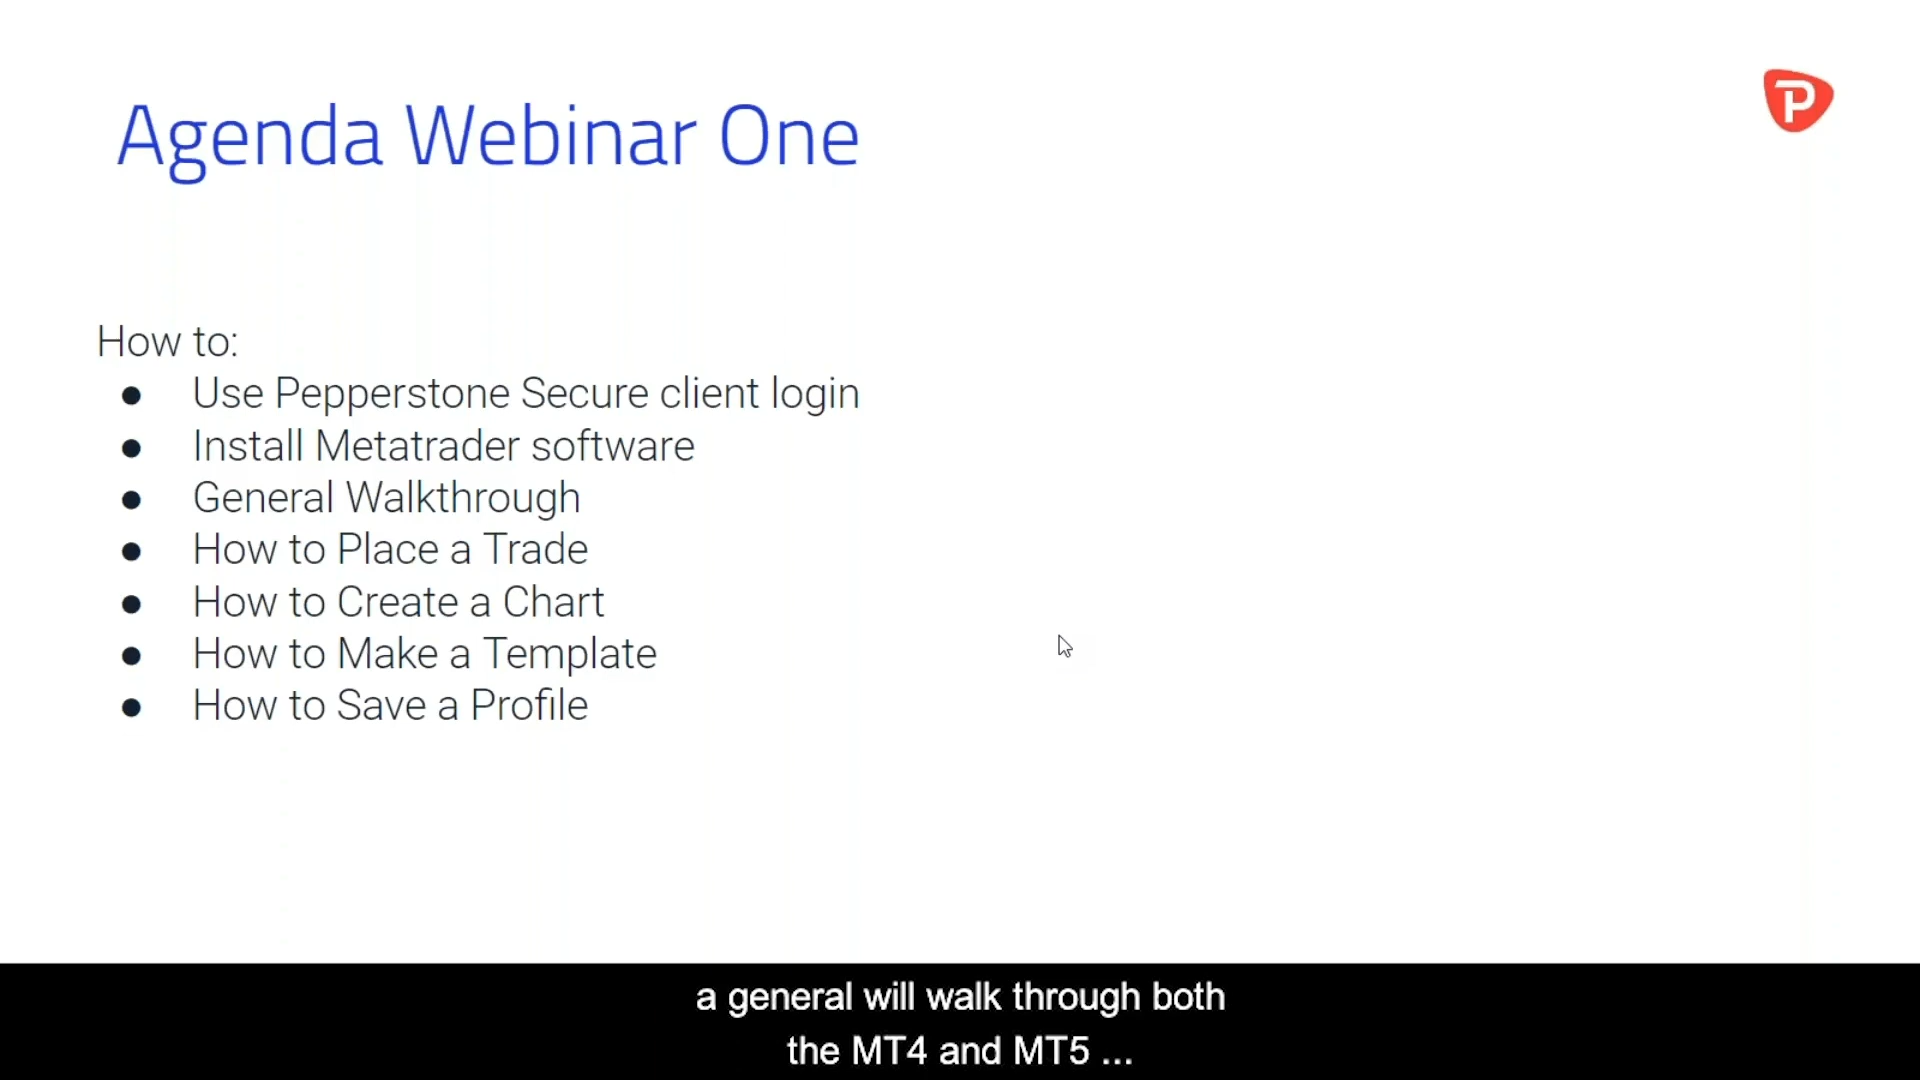 Agenda Webinar One
How to:
● Use Pepperstone Secure client login
● Install Metatrader software
● General Walkthrough
● How to Place a Trade
● How to Create a Chart
● How to Make a Template
● How to Save a Profile
a general will walk through both
the MT4 and MT5 ...